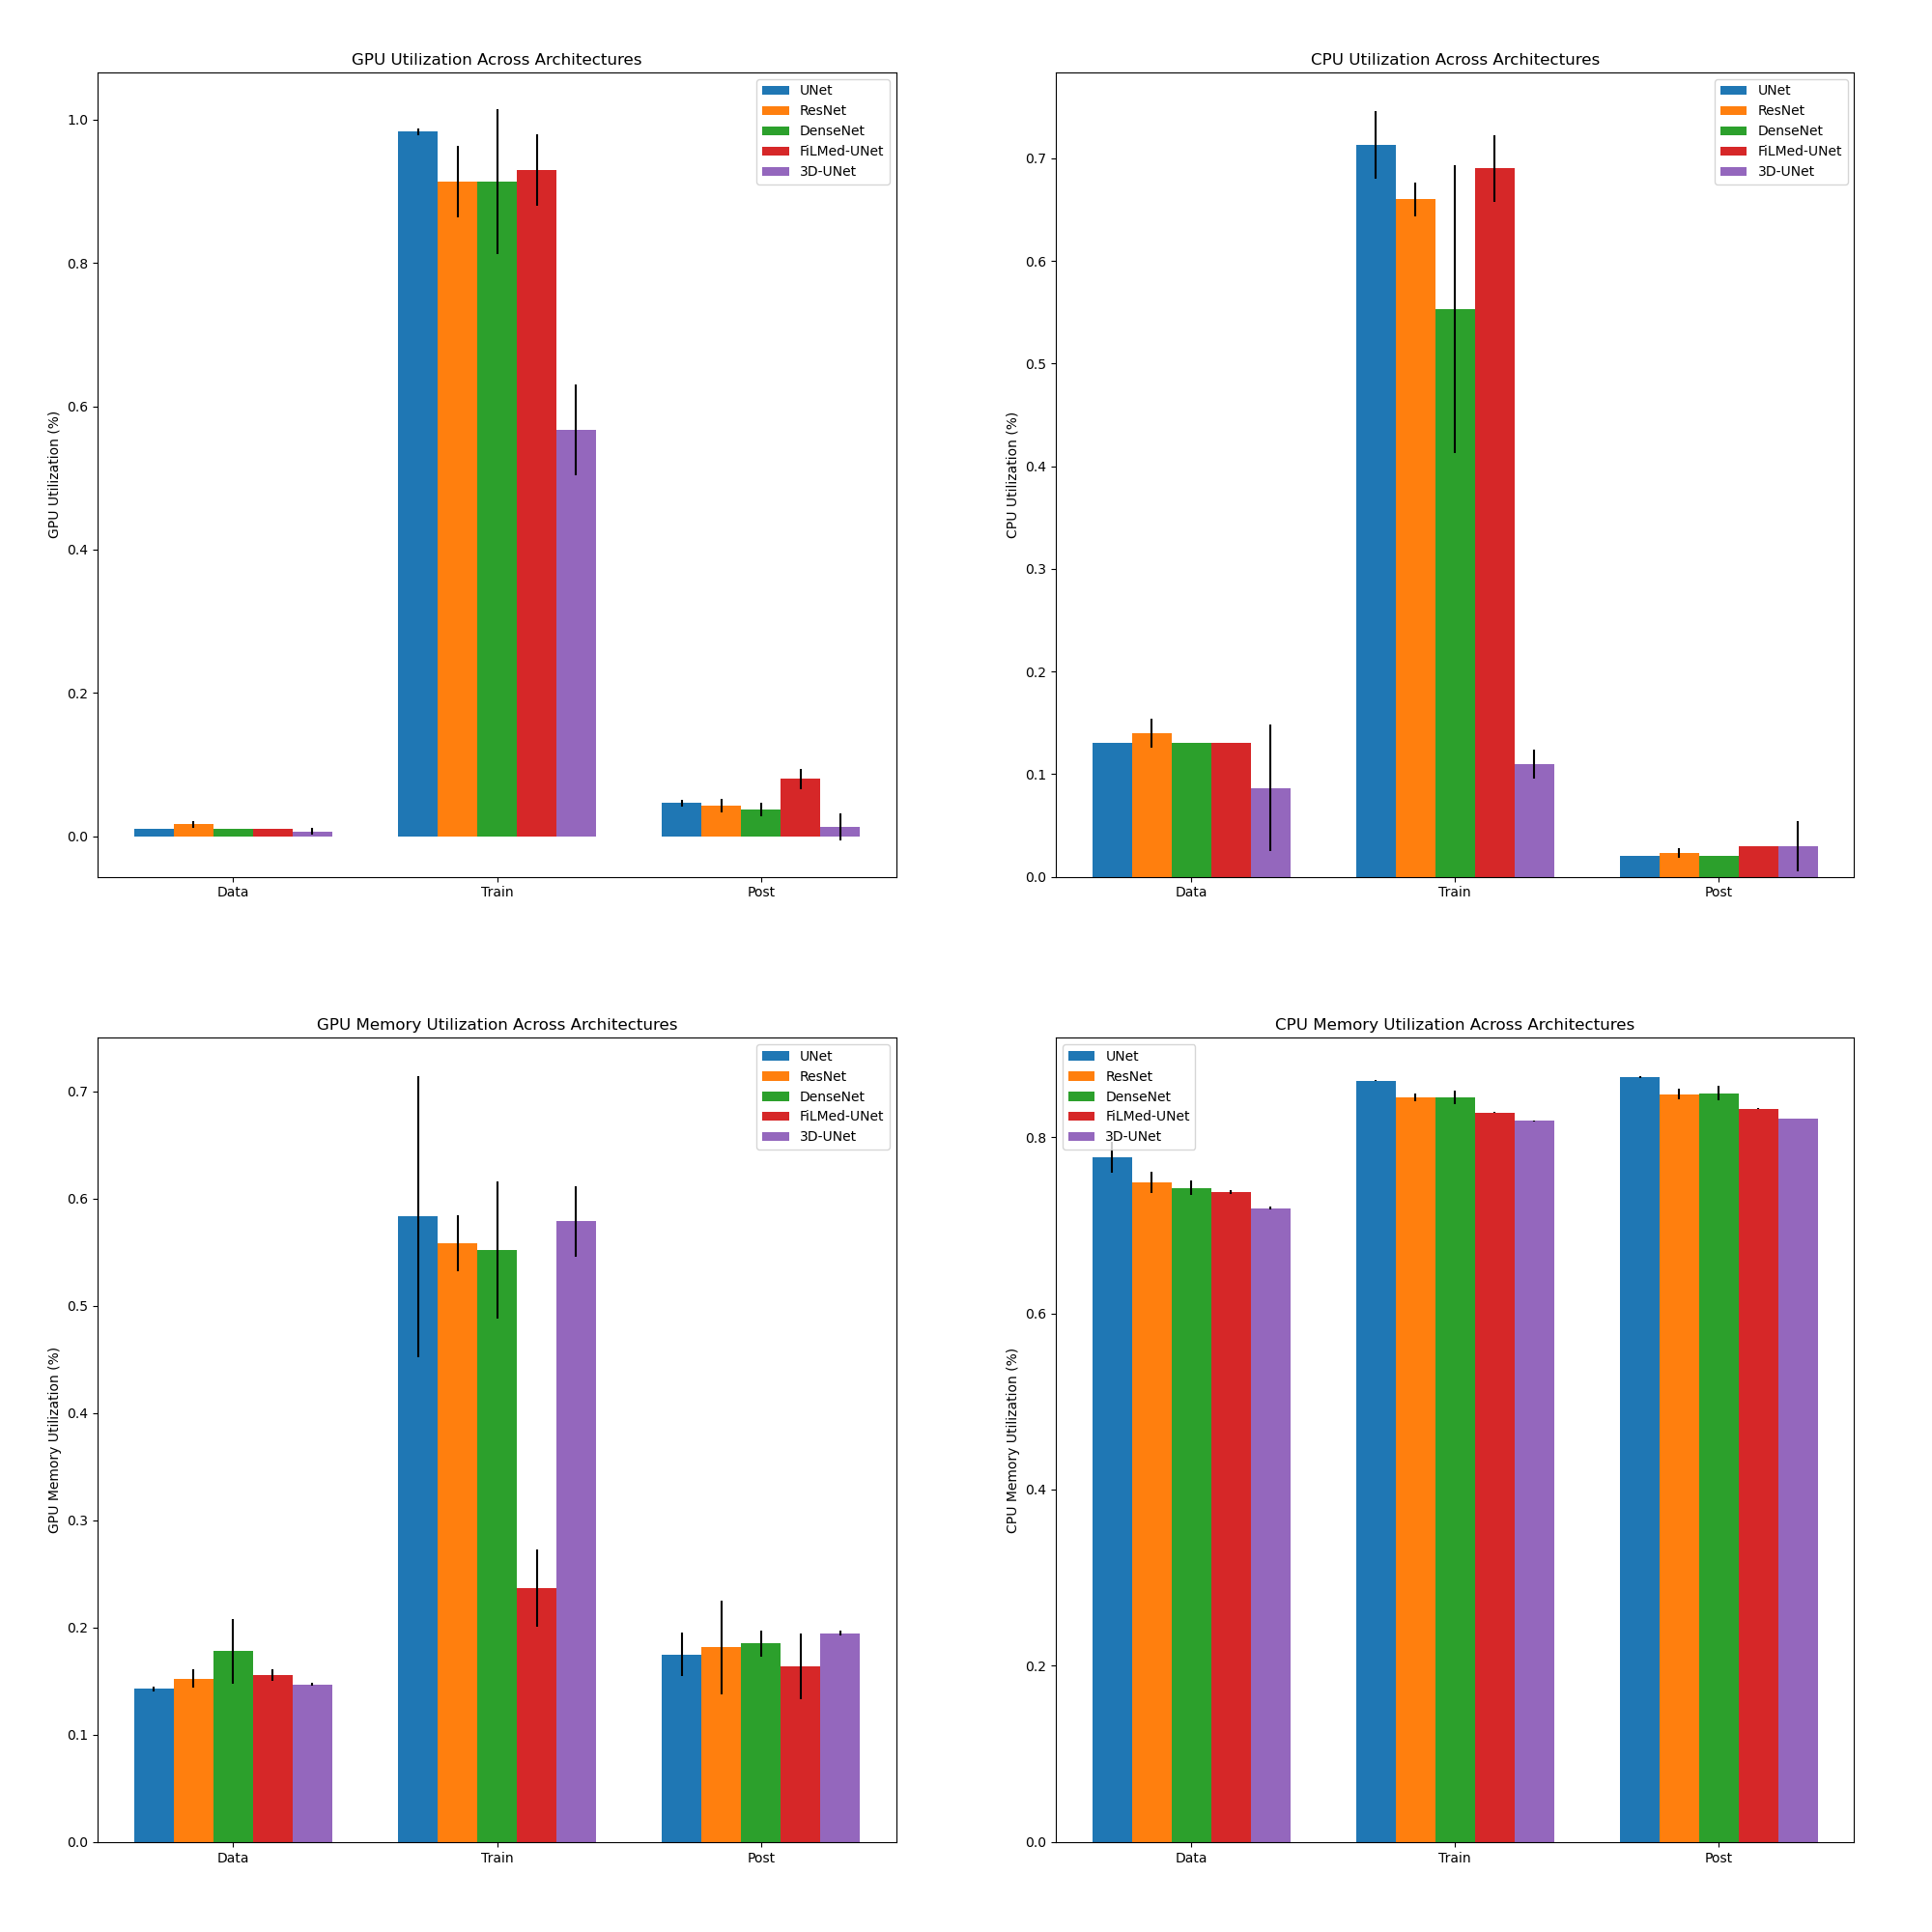 GPU Utilization Across Architectures
GPU Utilization (%)
1.0
0.8
0.6
0.4
0.2
0.0
Data Train Post
UNet
ResNet
DenseNet
FiLMed-UNet
3D-UNet
CPU Utilization Across Architectures
CPU Utilization (%)
0.7
0.6
0.5
0.4
0.3
0.2
0.1
0.0
Data Train Post
UNet
ResNet
DenseNet
FiLMed-UNet
3D-UNet
GPU Memory Utilization Across Architectures
GPU Memory Utilization (%)
0.7
0.6
0.5
0.4
0.3
0.2
0.1
0.0
Data Train Post
UNet
ResNet
DenseNet
FiLMed-UNet
3D-UNet
CPU Memory Utilization Across Architectures
CPU Memory Utilization (%)
0.8
0.6
0.4
0.2
0.0
Data Train Post
UNet
ResNet
DenseNet
FiLMed-UNet
3D-UNet